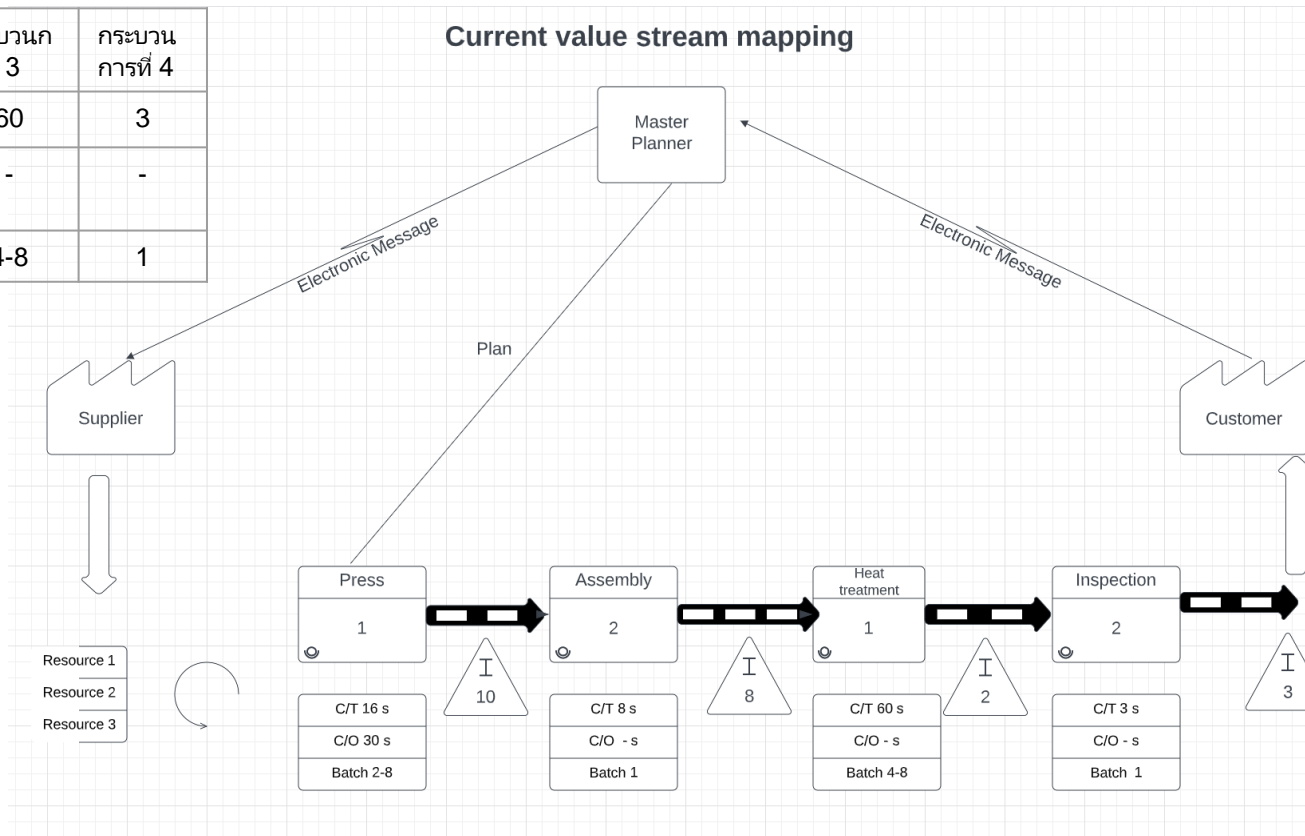 Current value stream mapping
3
กระบวน
การที่ 4
60
3
-
-
4-8
1
Master
Planner
Electronic Message
Electronic Message
Plan
Supplier
Customer
Press
1
Assembly
2
Heat
treatment
1
Inspection
2
I
10
I
8
I
2
I
3
Resource 1
Resource 2
Resource 3
C/T 16 s
C/O 30 s
Batch 2-8
C/T 8 s
C/O - s
Batch 1
C/T 60 s
C/O - s
Batch 4-8
C/T 3 s
C/O - s
Batch 1